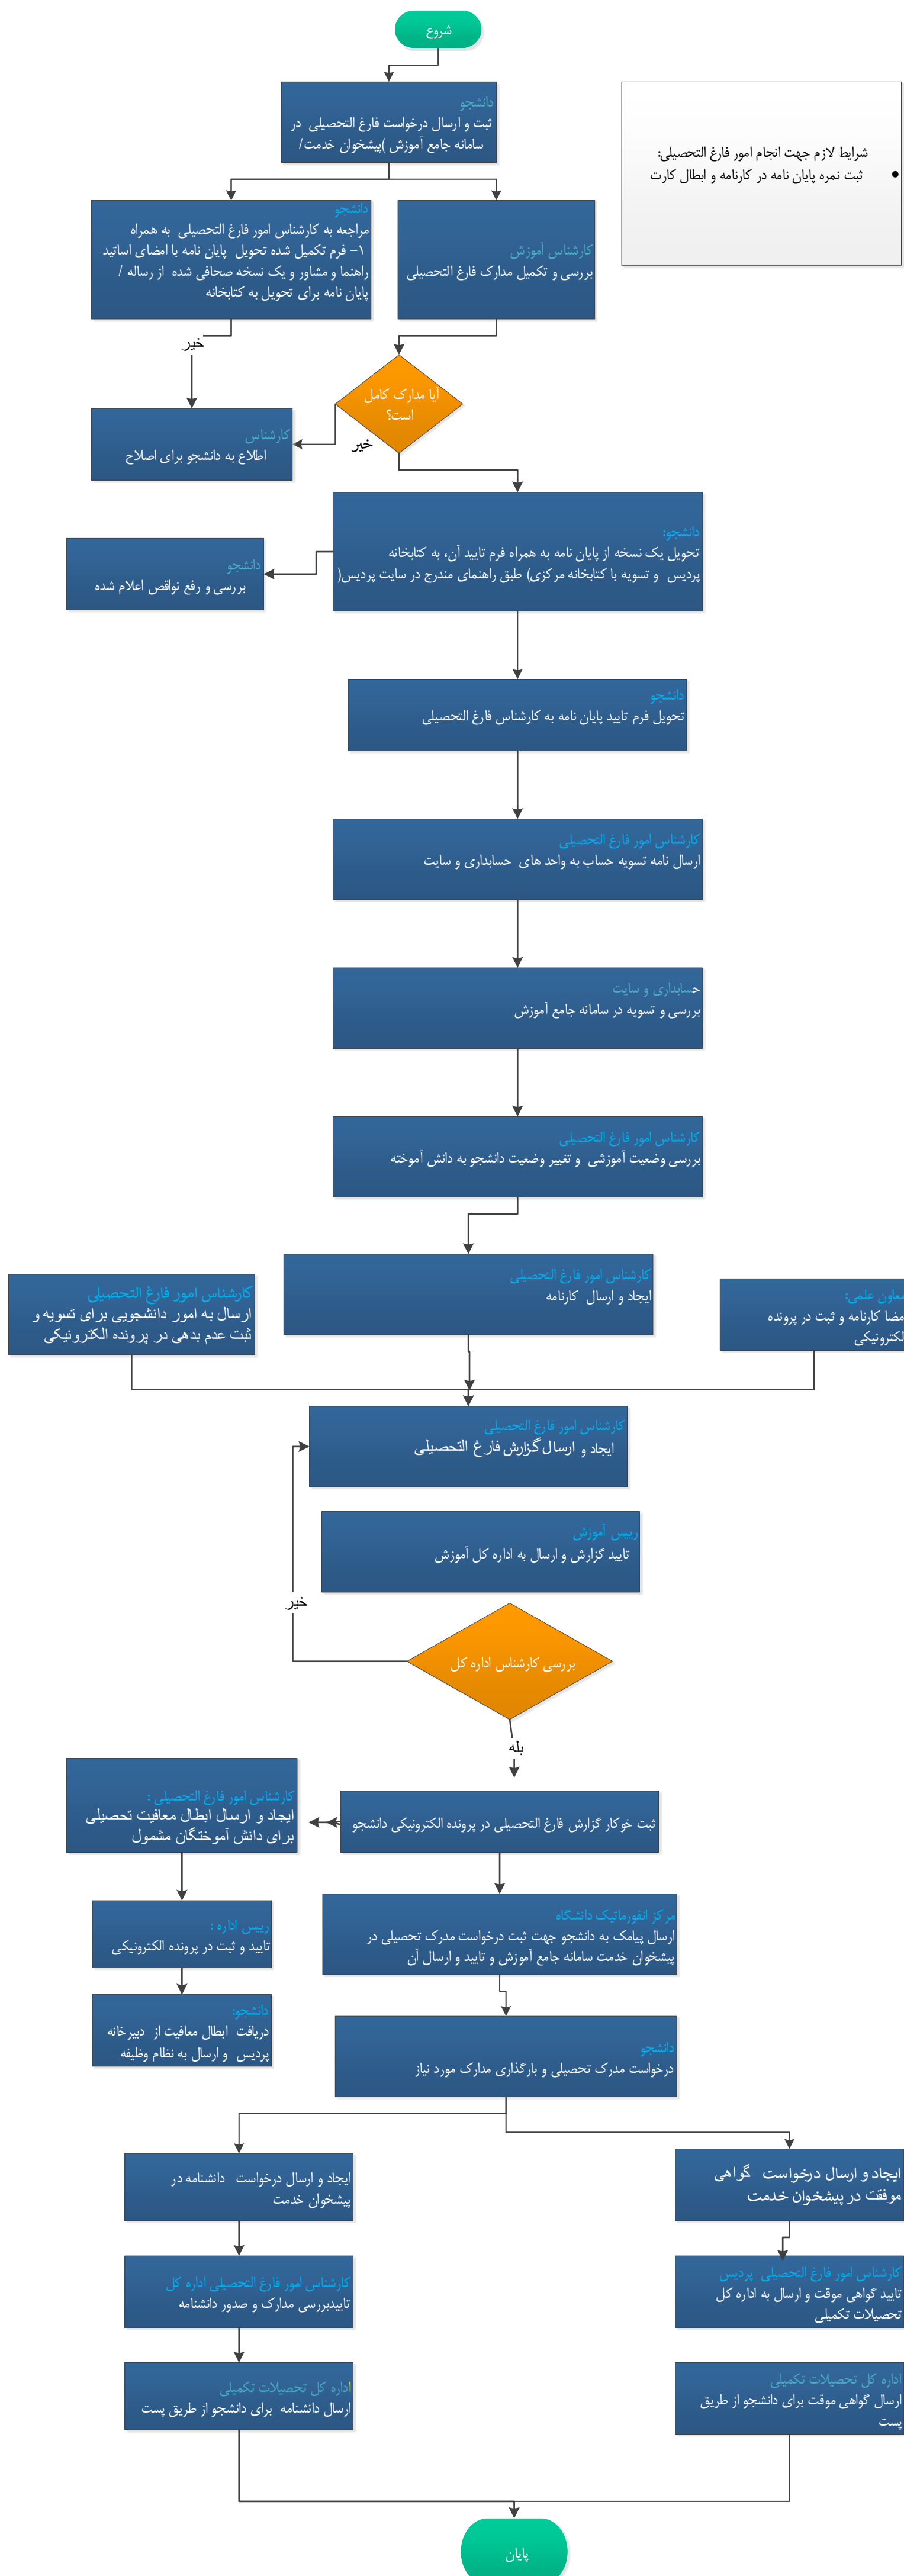 شروع
دانشجو
ثبت و ارسال درخواست فارغ التحصیلی در
سامانه جامع آموزش )پیشخوان خدمت/
شرایط لازم جهت انجام امور فارغ التحصیلی:
• ثبت نمره پایان نامه در کارنامه و ابطال کارت
کارشناس آموزش
بررسی و تکمیل مدارک فارغ التحصیلی
دانشجو
مراجعه به کارشناس امور فارغ التحصیلی به همراه
۱- فرم تکمیل شده تحویل پایان نامه با امضای اساتید
راهنما و مشاور و یک نسخه صحافی شده از رساله /
پایان نامه برای تحویل به کتابخانه
خیر
آیا مدارک کامل
است؟
خیر
کارشناس
اطلاع به دانشجو برای اصلاح
دانشجو:
تحویل یک نسخه از پایان نامه به همراه فرم تایید آن، به کتابخانه
پردیس و تسویه با کتابخانه مرکزی) طبق راهنمای مندرج در سایت پردیس(
دانشجو
بررسی و رفع نواقص اعلام شده
دانشجو
تحویل فرم تایید پایان نامه به کارشناس فارغ التحصیلی
کارشناس امور فارغ التحصیلی
ارسال نامه تسویه حساب به واحد های حسابداری و سایت
حسابداری و سایت
بررسی و تسویه در سامانه جامع آموزش
کارشناس امور فارغ التحصیلی
بررسی وضعیت آموزشی و تغییر وضعیت دانشجو به دانش آموخته
معاون علمی:
مضا کارنامه و ثبت در پرونده
لکترونیکی
کارشناس امور فارغ التحصیلی
ایجاد و ارسال کارنامه
کارشناس امور فارغ التحصیلی
ارسال به امور دانشجویی برای تسویه و
ثبت عدم بدهی در پرونده الکترونیکی
کارشناس امور فارغ التحصیلی
ایجاد و ارسال گزارش فارغ التحصیلی
رییس آموزش
تایید گزارش و ارسال به اداره کل آموزش
خیر
بررسی کارشناس اداره کل
بله
ثبت خوکار گزارش فارغ التحصیلی در پرونده الکترونیکی دانشجو
کارشناس امور فارغ التحصیلی :
ایجاد و ارسال ابطال معافیت تحصیلی
برای دانش آموختگان مشمول
مرکز انفورماتیک دانشگاه
ارسال پیامک به دانشجو جهت ثبت درخواست مدرک تحصیلی در
پیشخوان خدمت سامانه جامع آموزش و تایید و ارسال آن
رییس اداره :
تایید و ثبت در پرونده الکترونیکی
دانشجو:
دریافت ابطال معافیت از دبیرخانه
پردیس و ارسال به نظام وظیفه
دانشجو
درخواست مدرک تحصیلی و بارگذاری مدارک مورد نیاز
ایجاد و ارسال درخواست گواهی
موفقت در پیشخوان خدمت
ایجاد و ارسال درخواست دانشنامه در
پیشخوان خدمت
کارشناس امور فارغ التحصیلی پردیس
تایید گواهی موقت و ارسال به اداره کل
تحصیلات تکمیلی
کارشناس امور فارغ التحصیلی اداره کل
تاییدبررسی مدارک و صدور دانشنامه
اداره کل تحصیلات تکمیلی
ارسال گواهی موقت برای دانشجو از طریق
پست
اداره کل تحصیلات تکمیلی
ارسال دانشنامه برای دانشجو از طریق پست
پایان